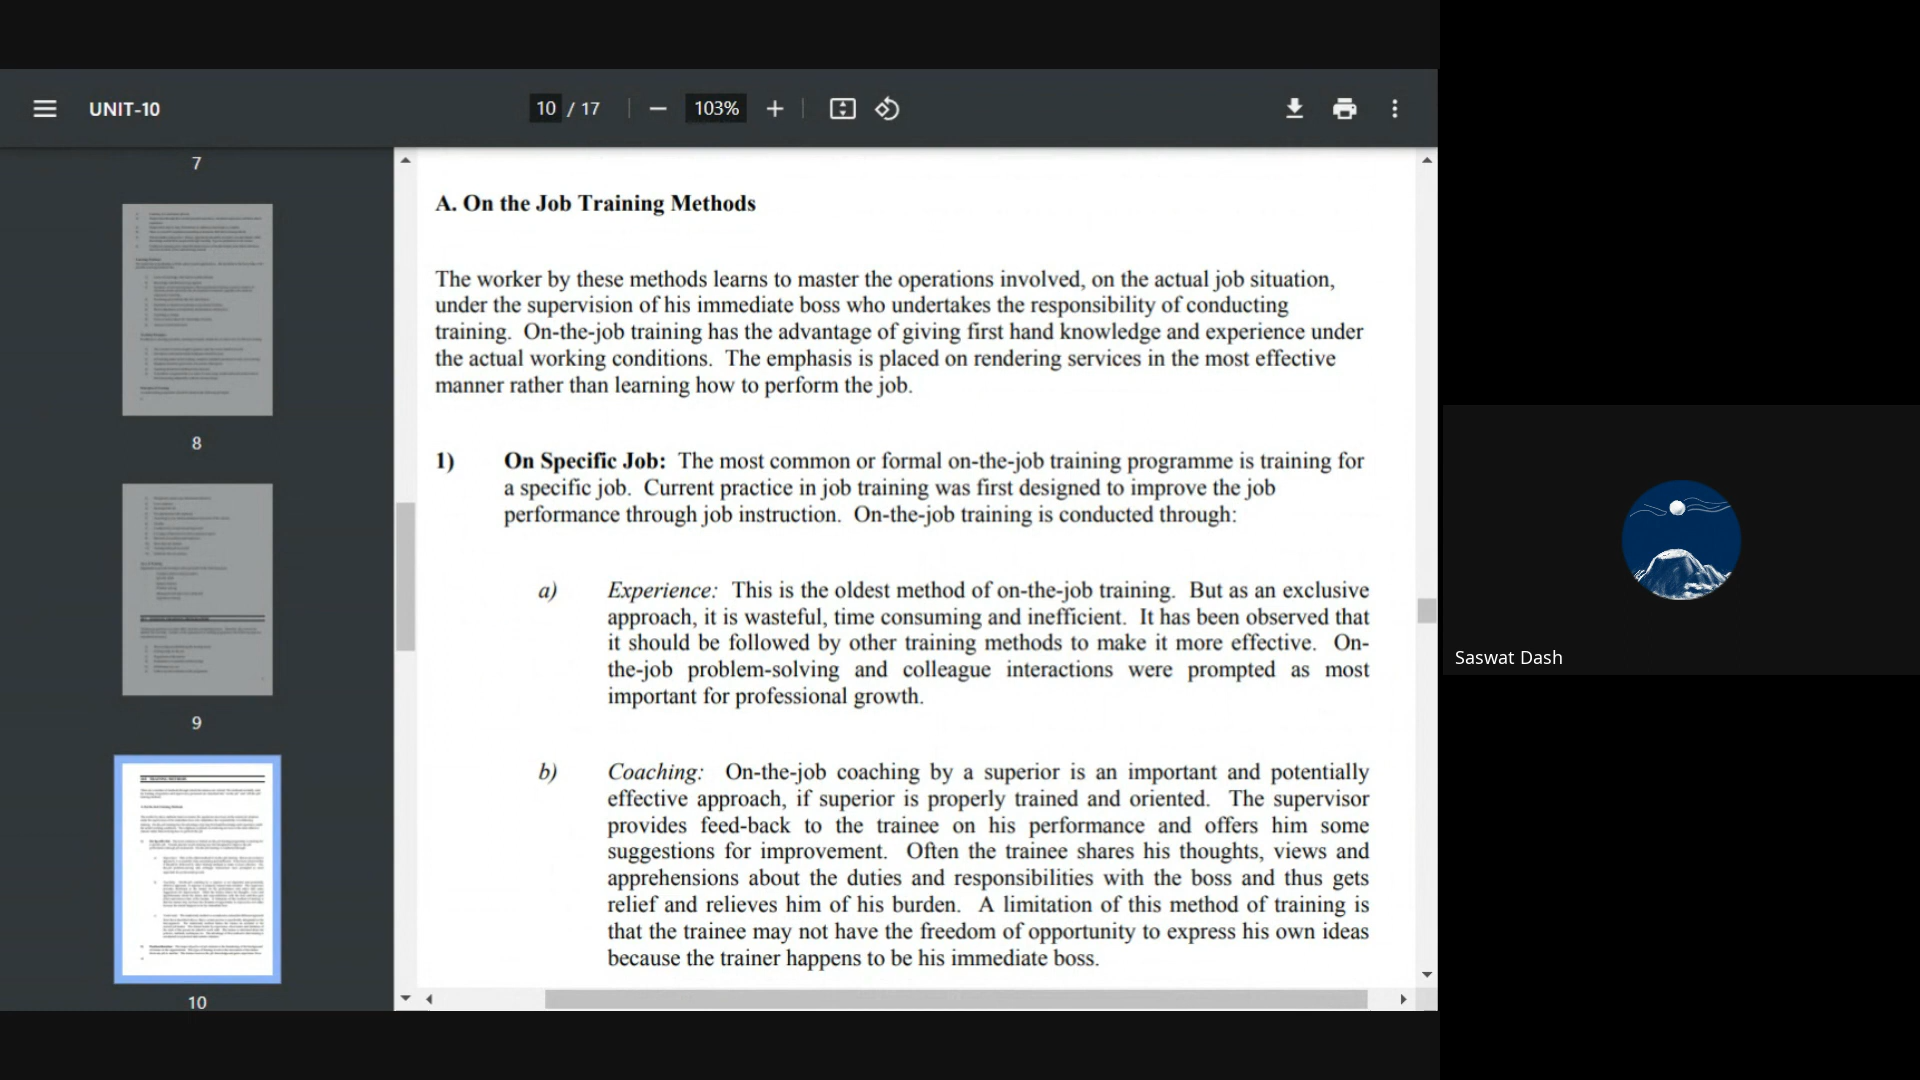 UNIT-10
10 / 17
103%
7
8
9
10
A. On the Job Training Methods
The worker by these methods learns to master the operations involved, on the actual job situation,
under the supervision of his immediate boss who undertakes the responsibility of conducting
training. On-the-job training has the advantage of giving first hand knowledge and experience under
the actual working conditions. The emphasis is placed on rendering services in the most effective
manner rather than learning how to perform the job.
1) On Specific Job: The most common or formal on-the-job training programme is training for
a specific job. Current practice in job training was first designed to improve the job
performance through job instruction. On-the-job training is conducted through:
a) Experience: This is the oldest method of on-the-job training. But as an exclusive
approach, it is wasteful, time consuming and inefficient. It has been observed that
it should be followed by other training methods to make it more effective. On-
the-job problem-solving and colleague interactions were prompted as most
important for professional growth.
b) Coaching: On-the-job coaching by a superior is an important and potentially
effective approach, if superior is properly trained and oriented. The supervisor
provides feed-back to the trainee on his performance and offers him some
suggestions for improvement. Often the trainee shares his thoughts, views and
apprehensions about the duties and responsibilities with the boss and thus gets
relief and relieves him of his burden. A limitation of this method of training is
that the trainee may not have the freedom of opportunity to express his own ideas
because the trainer happens to be his immediate boss.
Saswat Dash